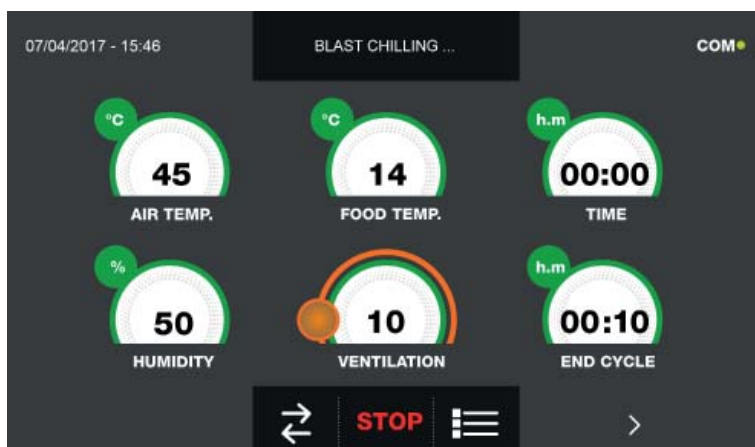 07/04/2017 - 15:46
BLAST CHILLING ...
COM
°C
45
AIR TEMP.
°C
14
FOOD TEMP.
h.m
00:00
TIME
%
50
HUMIDITY
10
VENTILATION
h.m
00:10
END CYCLE
STOP